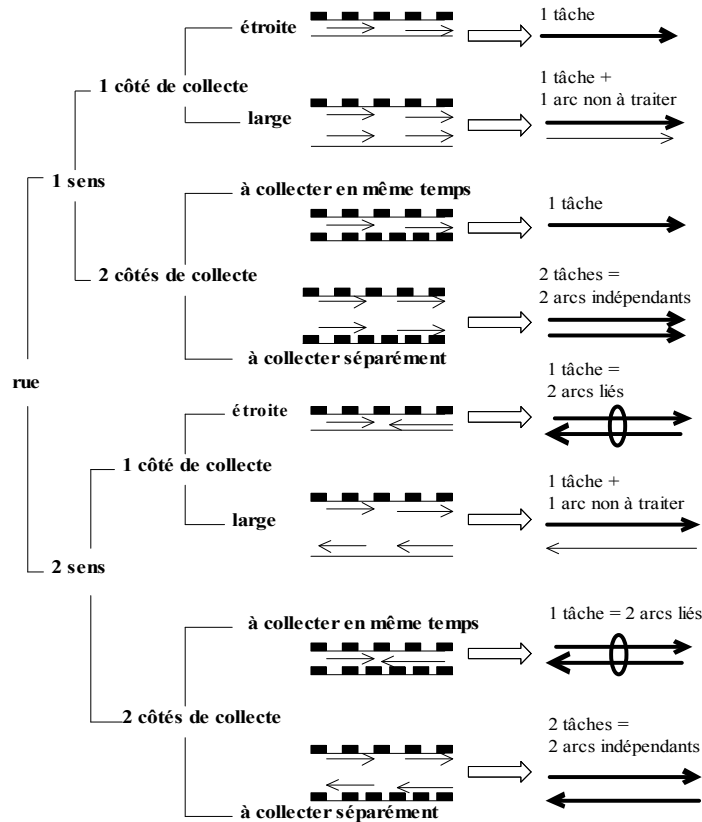 étroite
1 tâche
1 côté de collecte
1 tâche +
1 arc non à traiter
large
1 sens
à collecter en même temps
1 tâche
2 côtés de collecte
2 tâches =
2 arcs indépendants
à collecter séparément
rue
1 tâche =
2 arcs liés
étroite
1 côté de collecte
1 tâche +
1 arc non à traiter
large
2 sens
1 tâche = 2 arcs liés
à collecter en même temps
2 côtés de collecte
2 tâches =
2 arcs indépendants
à collecter séparément